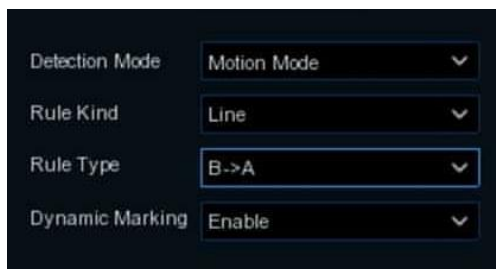 Detection Mode Motion Mode
Rule Kind Line
Rule Type B->A
Dynamic Marking Enable